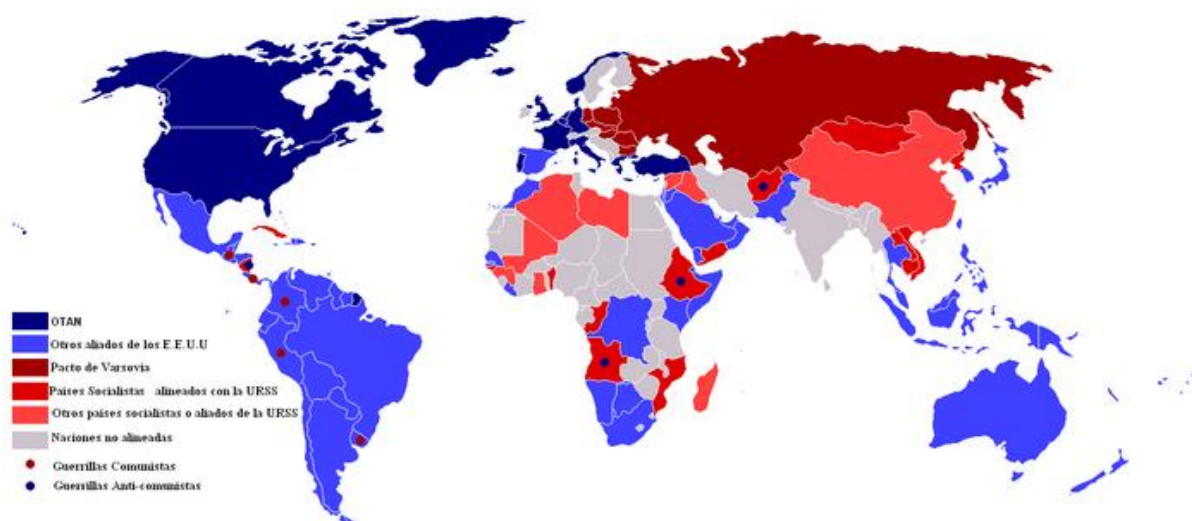 OTAN
Otros aliados de los E.E.U.U
Pacto de Varsovia
Países Socialistas alineados con la URSS
Otros países socialistas o aliados de la URSS
Naciones no alineadas
Guerrillas Comunistas
Guerrillas Anti-comunistas